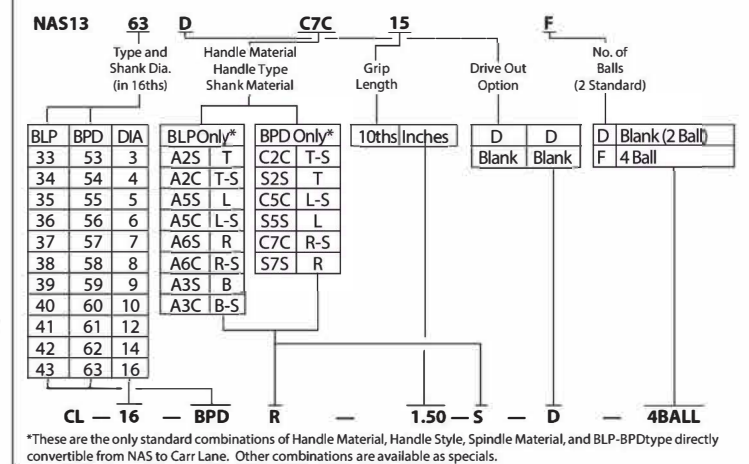 NAS13 63 D C7C 15 F
Type and Shank Dia. (in 16ths)
Handle Material Handle Type Shank Material
Grip Length
Drive Out Option
No. of Balls (2 Standard)
BLP BPD DIA
33 53 3
34 54 4
35 55 5
36 56 6
37 57 7
38 58 8
39 59 9
40 60 10
41 61 12
42 62 14
43 63 16
BLP Only*
A2S T
A2C T-S
A5S L
A5C L-S
A6S R
A6C R-S
A3S B
A3C B-S
BPD Only*
C2C T-S
S2S T
C5C L-S
S5S L
C7C R-S
S7S R
10ths Inches
D D
Blank Blank
D Blank (2 Ball)
F 4 Ball
CL — 16 — BPD R — 1.50 — S — D — 4BALL
*These are the only standard combinations of Handle Material, Handle Style, Spindle Material, and BLP-BPD type directly
convertible from NAS to Carr Lane. Other combinations are available as specials.